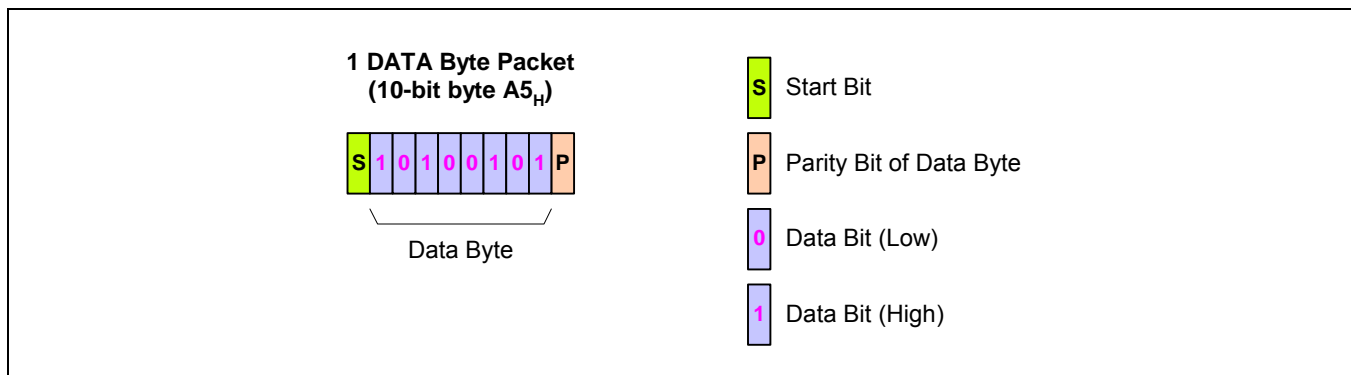 1 DATA Byte Packet
(10-bit byte A5H)
S 1 0 1 0 0 1 0 1 P
Data Byte
S Start Bit
P Parity Bit of Data Byte
0 Data Bit (Low)
1 Data Bit (High)